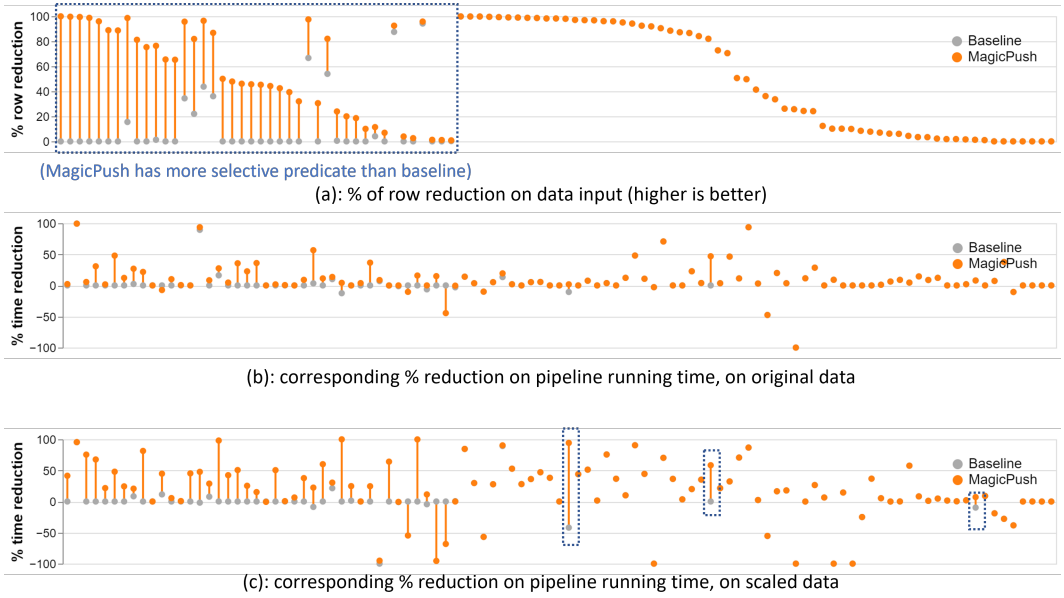 % row reduction
100
80
60
40
20
0
Baseline
MagicPush
(MagicPush has more selective predicate than baseline)
(a): % of row reduction on data input (higher is better)
% time reduction
100
50
0
−50
−100
Baseline
MagicPush
(b): corresponding % reduction on pipeline running time, on original data
% time reduction
100
50
0
−50
−100
Baseline
MagicPush
(c): corresponding % reduction on pipeline running time, on scaled data